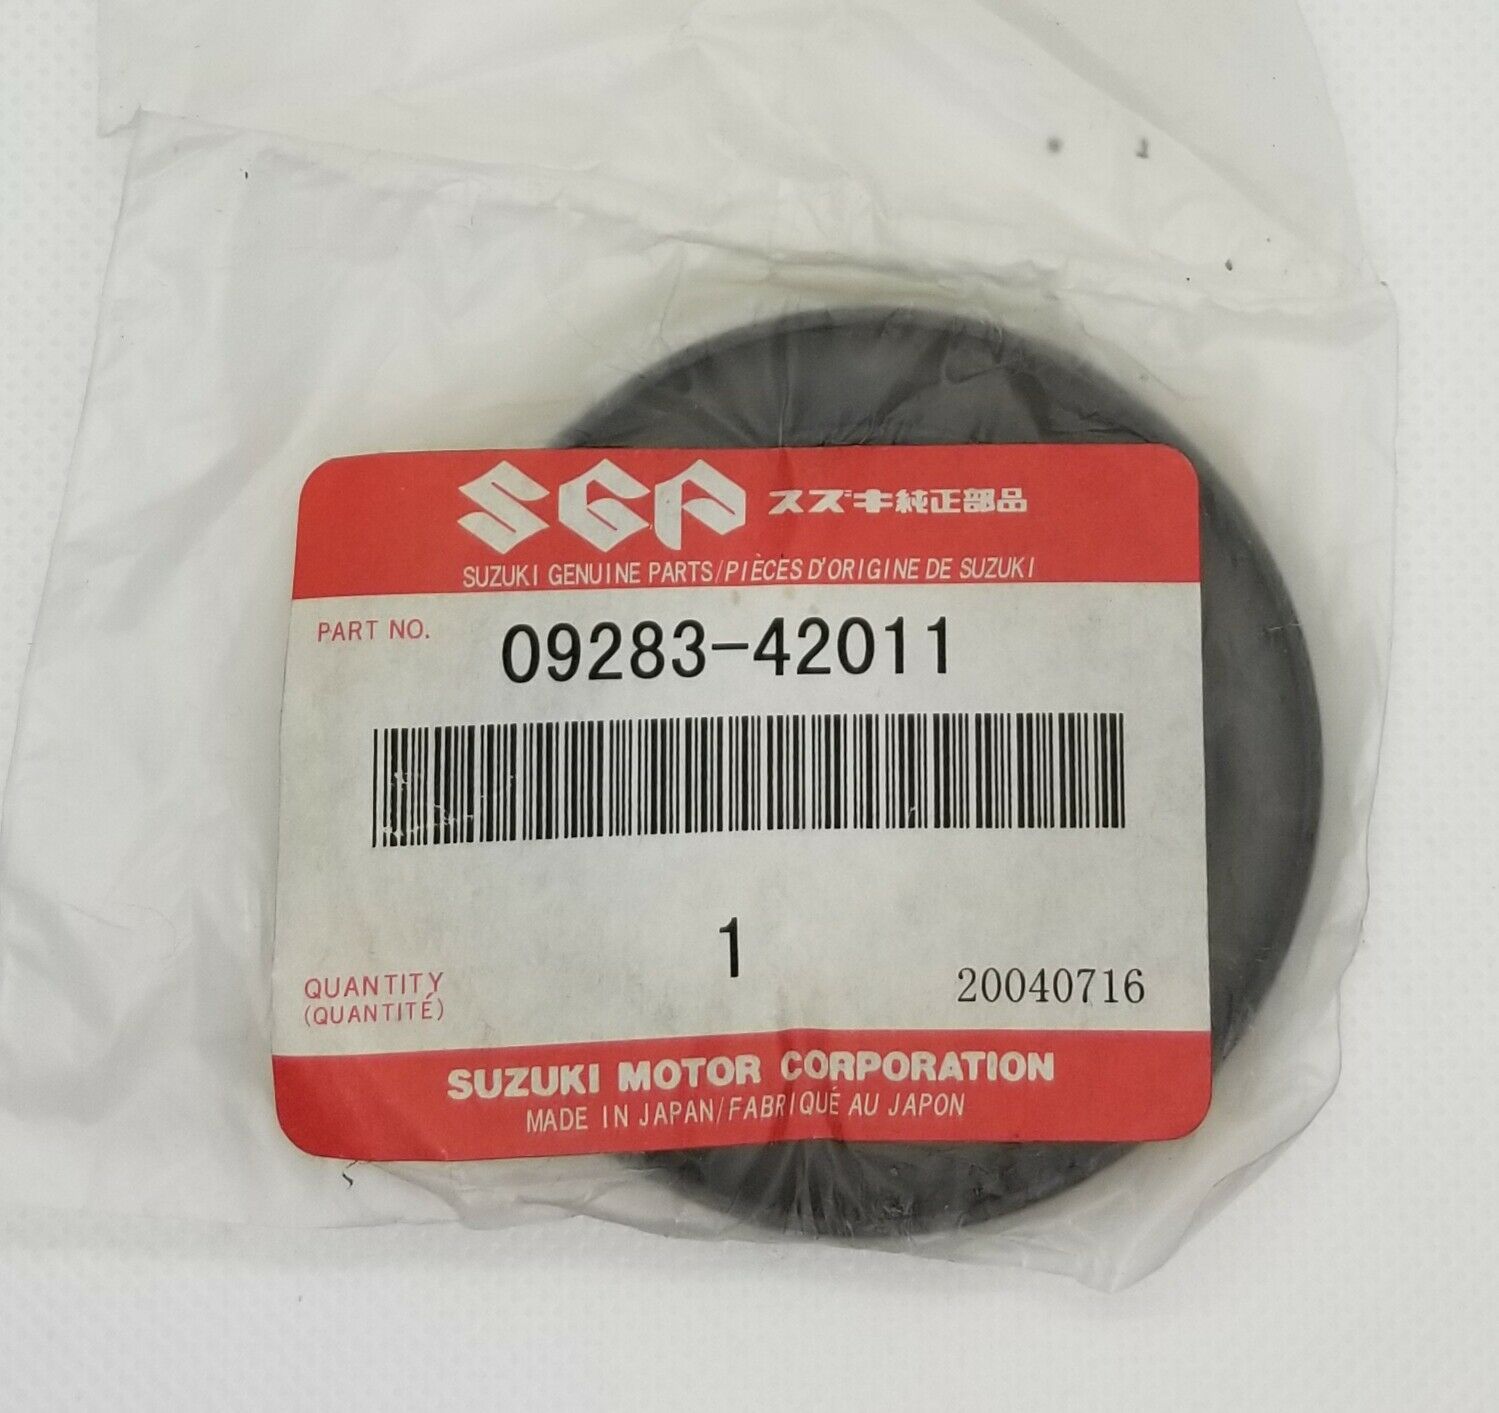 SGP スズキ純正部品
SUZUKI GENUINE PARTS/PIÈCES D'ORIGINE DE SUZUKI
PART NO. 09283-42011
1
QUANTITY
(QUANTITÉ)
20040716
SUZUKI MOTOR CORPORATION
MADE IN JAPAN/FABRIQUÉ AU JAPON